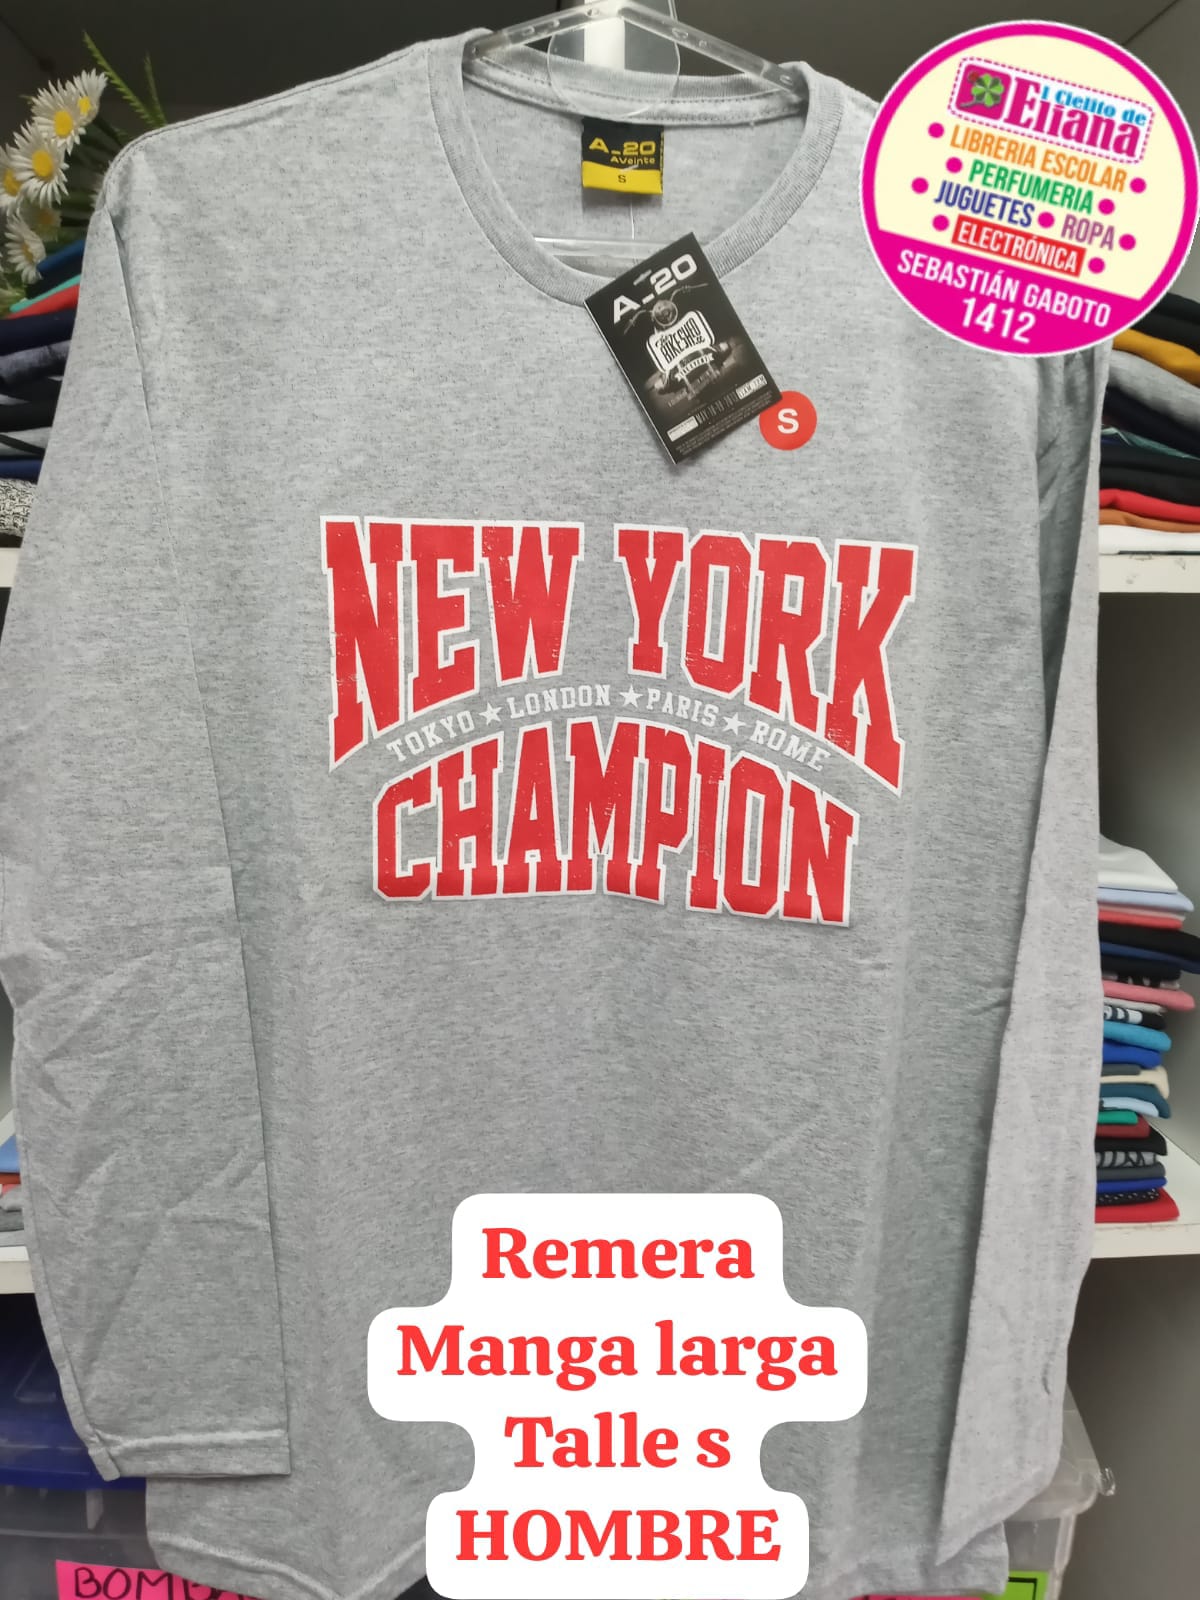 A_20
Aveinte
S
A_20
S
1 Cielito de
Eliana
LIBRERIA ESCOLAR
PERFUMERIA
JUGUETES ROPA
ELECTRÓNICA
SEBASTIÁN GABOTO
1412
NEW YORK
TOKYO ★ LONDON ★ PARIS ★ ROME
CHAMPION
Remera
Manga larga
Talle s
HOMBRE